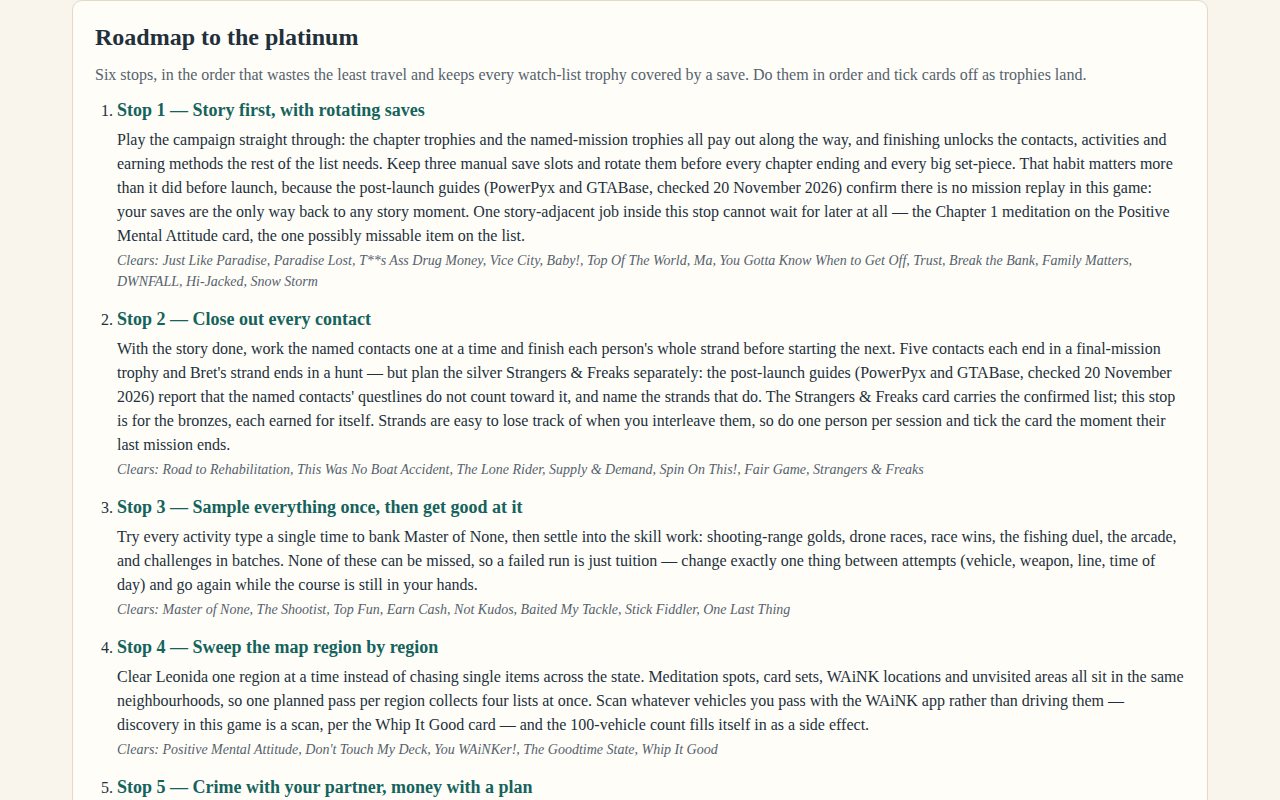 Roadmap to the platinum
Six stops, in the order that wastes the least travel and keeps every watch-list trophy covered by a save. Do them in order and tick cards off as trophies land.
1. Stop 1 — Story first, with rotating saves
Play the campaign straight through: the chapter trophies and the named-mission trophies all pay out along the way, and finishing unlocks the contacts, activities and
earning methods the rest of the list needs. Keep three manual save slots and rotate them before every chapter ending and every big set-piece. That habit matters more
than it did before launch, because the post-launch guides (PowerPyx and GTABase, checked 20 November 2026) confirm there is no mission replay in this game:
your saves are the only way back to any story moment. One story-adjacent job inside this stop cannot wait for later at all — the Chapter 1 meditation on the Positive
Mental Attitude card, the one possibly missable item on the list.
Clears: Just Like Paradise, Paradise Lost, T**s Ass Drug Money, Vice City, Baby!, Top Of The World, Ma, You Gotta Know When to Get Off, Trust, Break the Bank, Family Matters,
DWNFALL, Hi-Jacked, Snow Storm
2. Stop 2 — Close out every contact
With the story done, work the named contacts one at a time and finish each person's whole strand before starting the next. Five contacts each end in a final-mission
trophy and Bret's strand ends in a hunt — but plan the silver Strangers & Freaks separately: the post-launch guides (PowerPyx and GTABase, checked 20 November
2026) report that the named contacts' questlines do not count toward it, and name the strands that do. The Strangers & Freaks card carries the confirmed list; this stop
is for the bronzes, each earned for itself. Strands are easy to lose track of when you interleave them, so do one person per session and tick the card the moment their
last mission ends.
Clears: Road to Rehabilitation, This Was No Boat Accident, The Lone Rider, Supply & Demand, Spin On This!, Fair Game, Strangers & Freaks
3. Stop 3 — Sample everything once, then get good at it
Try every activity type a single time to bank Master of None, then settle into the skill work: shooting-range golds, drone races, race wins, the fishing duel, the arcade,
and challenges in batches. None of these can be missed, so a failed run is just tuition — change exactly one thing between attempts (vehicle, weapon, line, time of
day) and go again while the course is still in your hands.
Clears: Master of None, The Shootist, Top Fun, Earn Cash, Not Kudos, Baited My Tackle, Stick Fiddler, One Last Thing
4. Stop 4 — Sweep the map region by region
Clear Leonida one region at a time instead of chasing single items across the state. Meditation spots, card sets, WAiNK locations and unvisited areas all sit in the same
neighbourhoods, so one planned pass per region collects four lists at once. Scan whatever vehicles you pass with the WAiNK app rather than driving them —
discovery in this game is a scan, per the Whip It Good card — and the 100-vehicle count fills itself in as a side effect.
Clears: Positive Mental Attitude, Don't Touch My Deck, You WAiNKer!, The Goodtime State, Whip It Good
5. Stop 5 — Crime with your partner, money with a plan